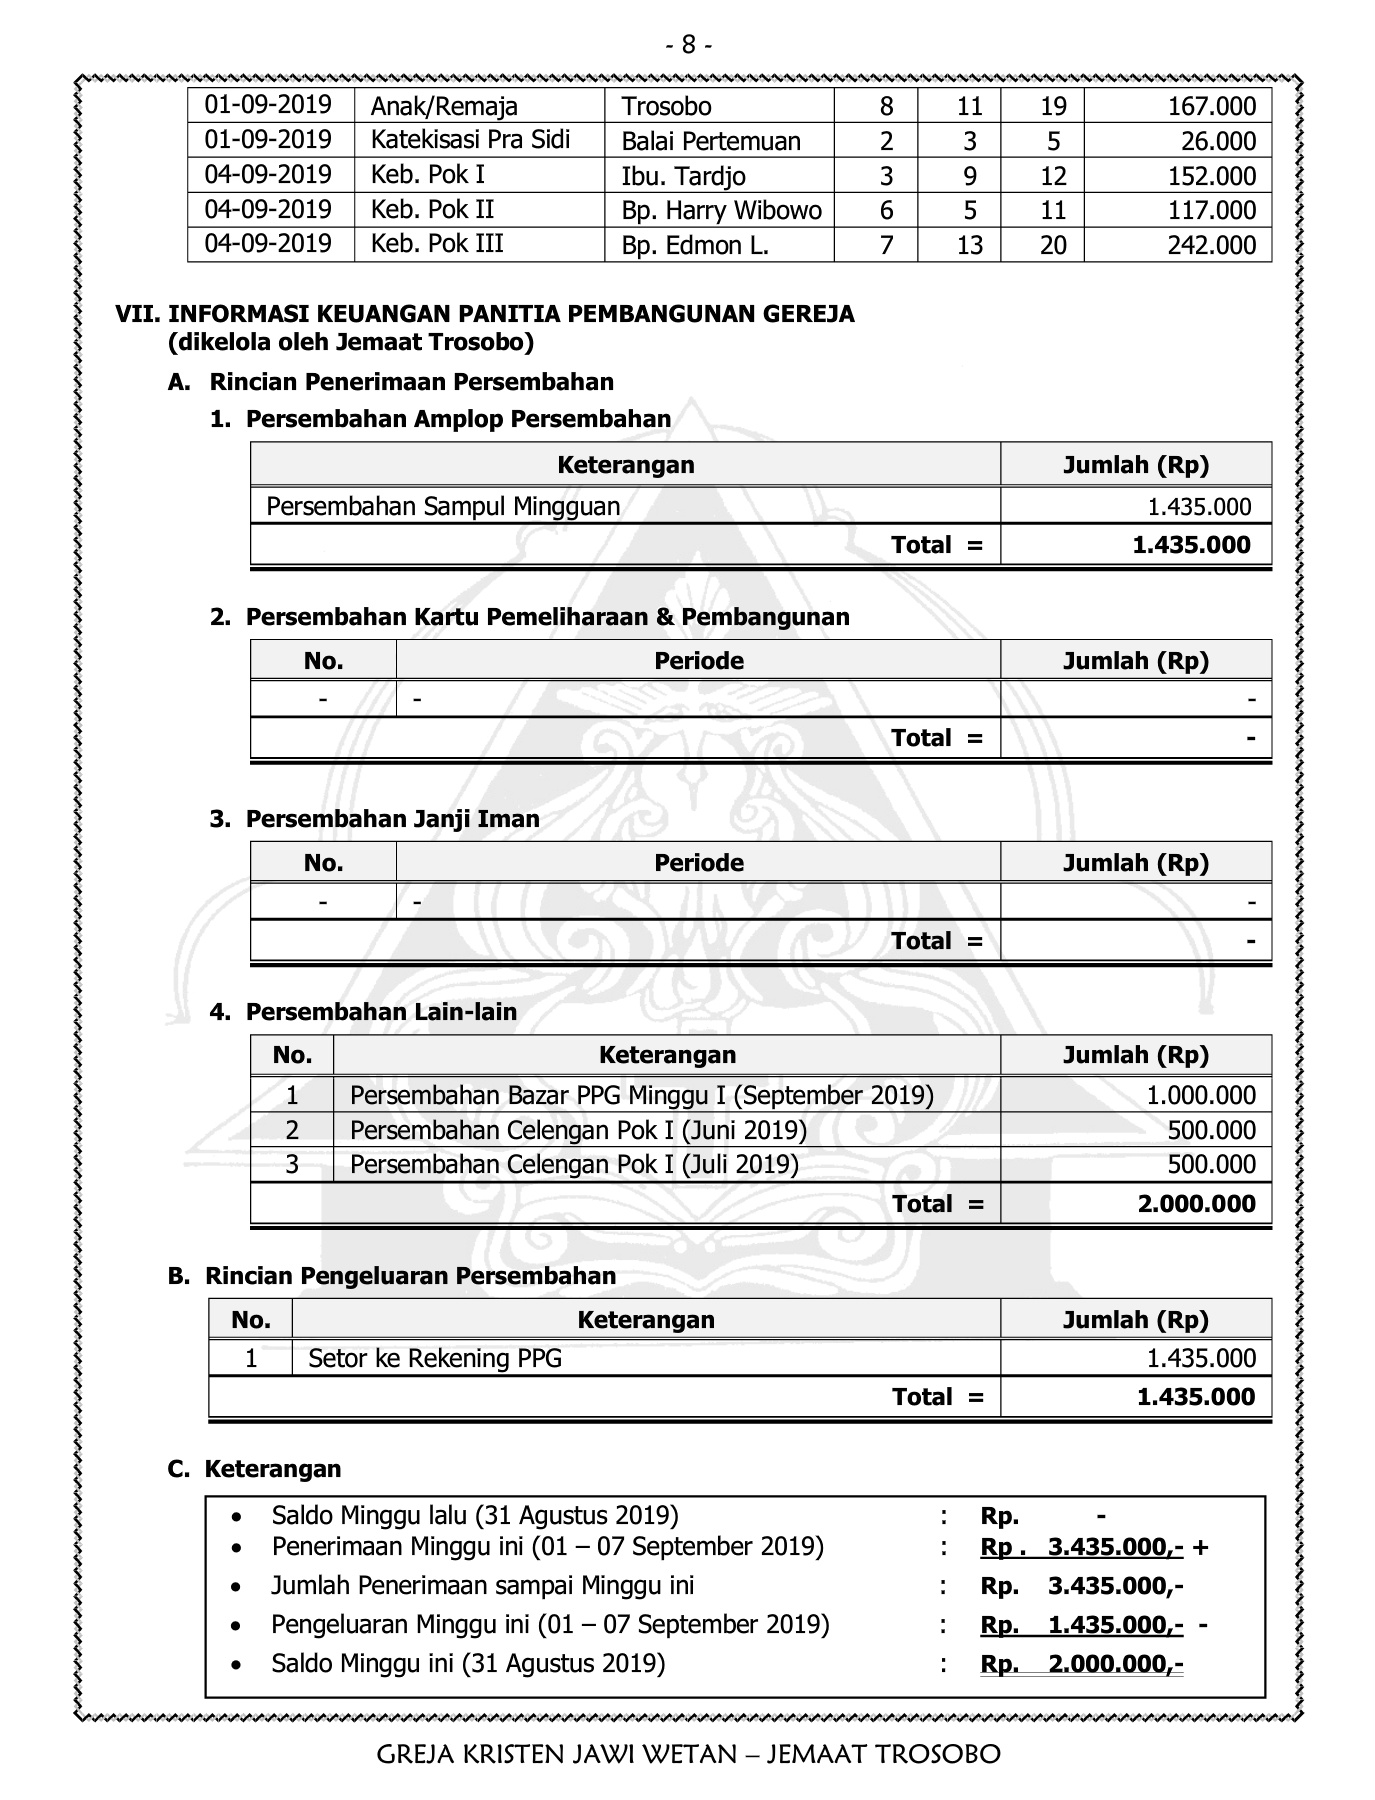 - 8 -
01-09-2019 Anak/Remaja Trosobo 8 11 19 167.000
01-09-2019 Katekisasi Pra Sidi Balai Pertemuan 2 3 5 26.000
04-09-2019 Keb. Pok I Ibu. Tardjo 3 9 12 152.000
04-09-2019 Keb. Pok II Bp. Harry Wibowo 6 5 11 117.000
04-09-2019 Keb. Pok III Bp. Edmon L. 7 13 20 242.000
VII. INFORMASI KEUANGAN PANITIA PEMBANGUNAN GEREJA
(dikelola oleh Jemaat Trosobo)
A. Rincian Penerimaan Persembahan
1. Persembahan Amplop Persembahan
Keterangan Jumlah (Rp)
Persembahan Sampul Mingguan 1.435.000
Total = 1.435.000
2. Persembahan Kartu Pemeliharaan & Pembangunan
No. Periode Jumlah (Rp)
- - -
Total = -
3. Persembahan Janji Iman
No. Periode Jumlah (Rp)
- - -
Total = -
4. Persembahan Lain-lain
No. Keterangan Jumlah (Rp)
1 Persembahan Bazar PPG Minggu I (September 2019) 1.000.000
2 Persembahan Celengan Pok I (Juni 2019) 500.000
3 Persembahan Celengan Pok I (Juli 2019) 500.000
Total = 2.000.000
B. Rincian Pengeluaran Persembahan
No. Keterangan Jumlah (Rp)
1 Setor ke Rekening PPG 1.435.000
Total = 1.435.000
C. Keterangan
• Saldo Minggu lalu (31 Agustus 2019) : Rp. -
• Penerimaan Minggu ini (01 – 07 September 2019) : Rp . 3.435.000,- +
• Jumlah Penerimaan sampai Minggu ini : Rp. 3.435.000,-
• Pengeluaran Minggu ini (01 – 07 September 2019) : Rp. 1.435.000,- -
• Saldo Minggu ini (31 Agustus 2019) : Rp. 2.000.000,-
GREJA KRISTEN JAWI WETAN – JEMAAT TROSOBO